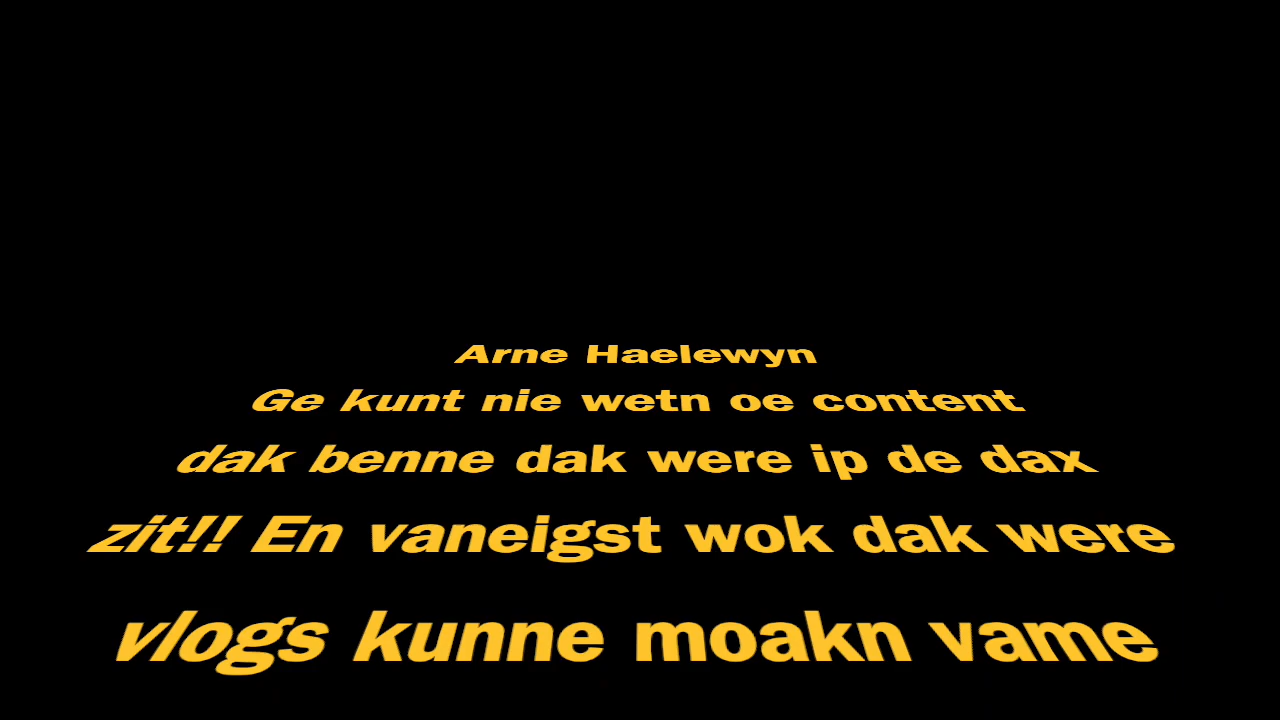 Arne Haelewyn
Ge kunt nie wetn oe content
dak benne dak were ip de dax
zit!! En vaneigst wok dak were
vlogs kunne moakn vame